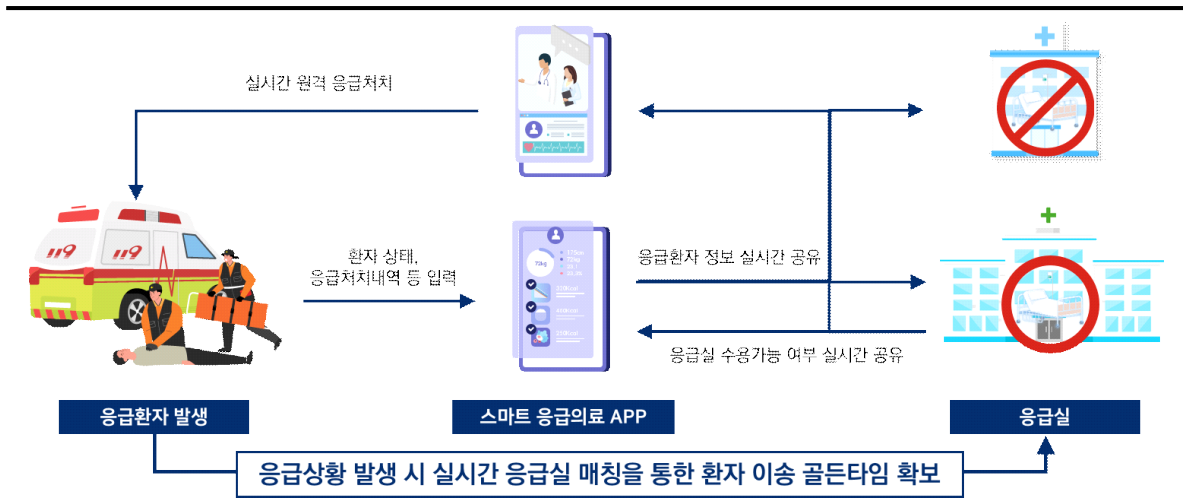 실시간 원격 응급처치
119
119
환자 상태,
응급처치내역 등 입력
72kg
응급환자 정보 실시간 공유
응급실 수용가능 여부 실시간 공유
응급환자 발생
스마트 응급의료 APP
응급실
응급상황 발생 시 실시간 응급실 매칭을 통한 환자 이송 골든타임 확보